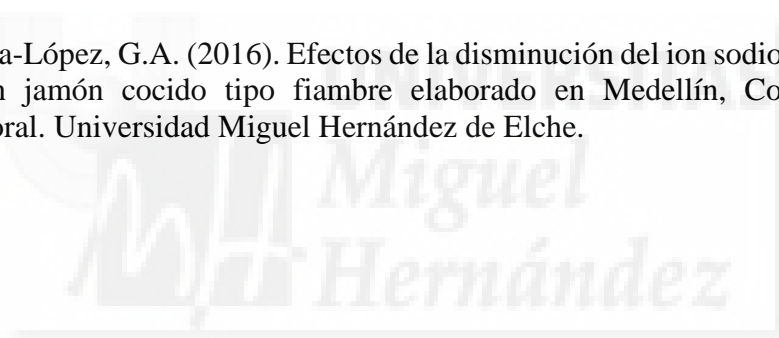 a-López, G.A. (2016). Efectos de la disminución del ion sodio
jamón cocido tipo fiambre elaborado en Medellín, Co
oral. Universidad Miguel Hernández de Elche.
UNIVERSITAS
Miguel
Hernández